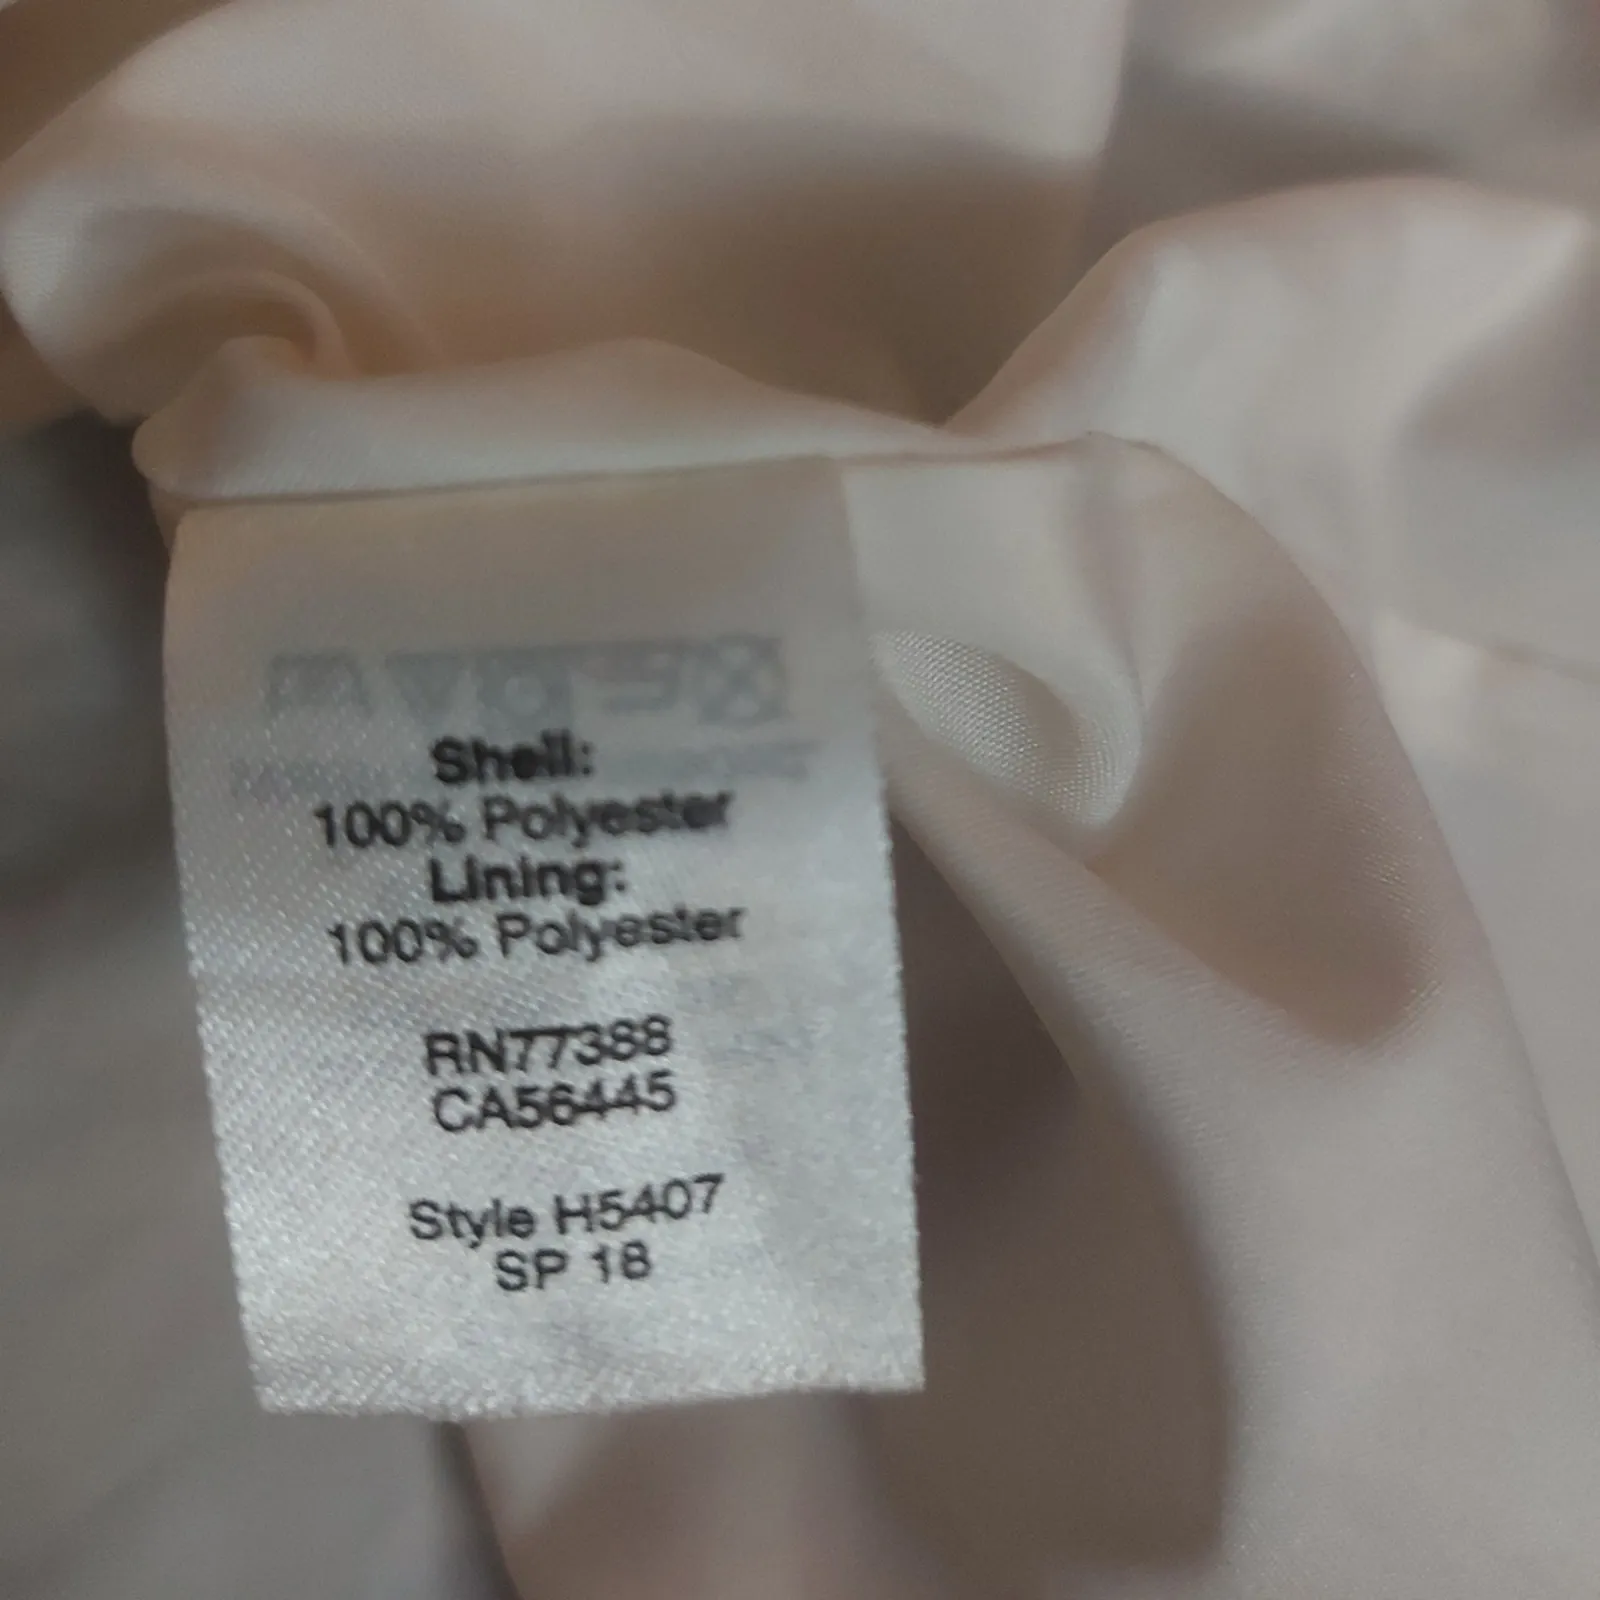 Shell:
100% Polyester
Lining:
100% Polyester
RN77388
CA56445
Style H5407
SP 18